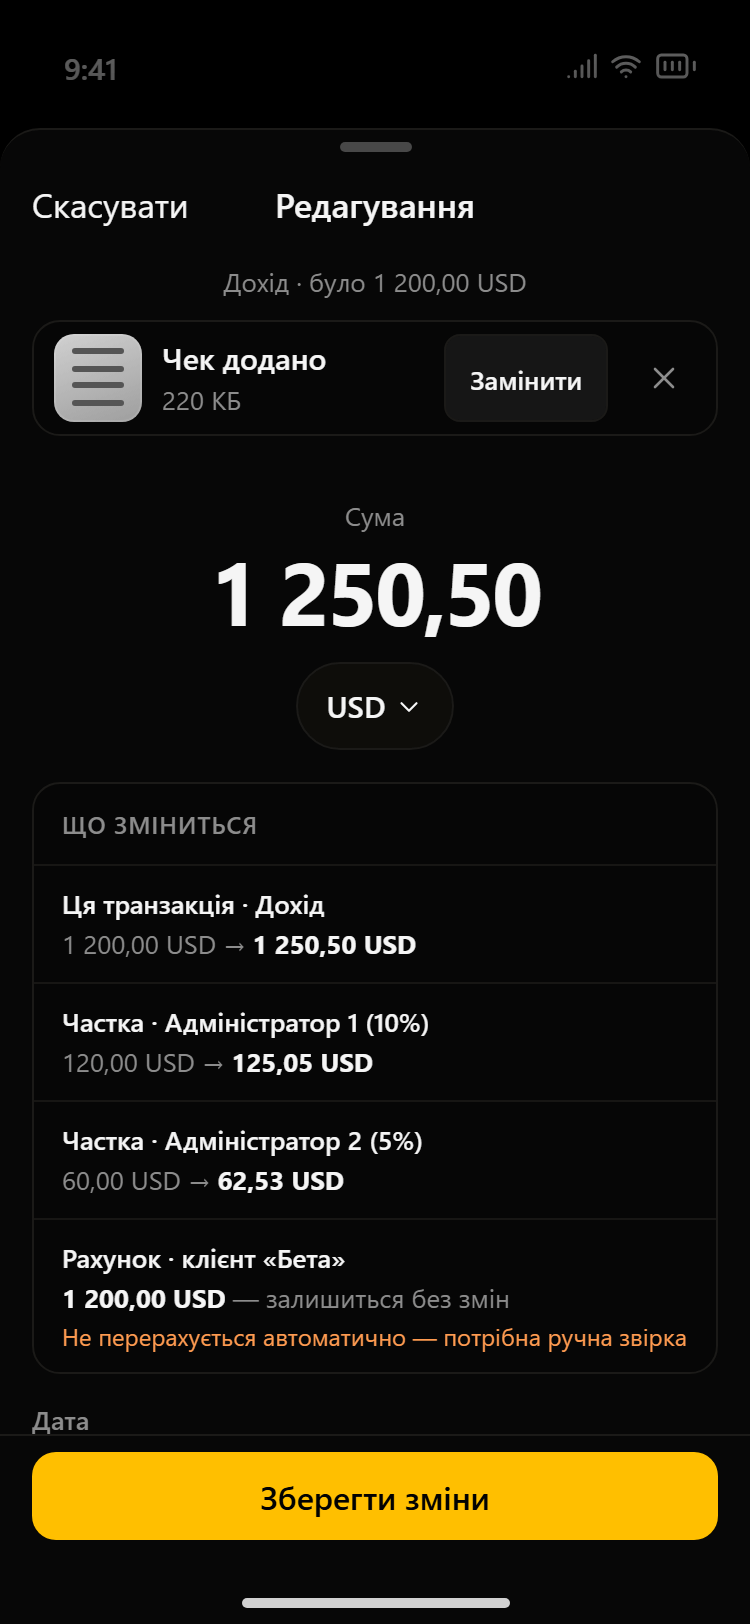 9:41
Скасувати
Редагування
Дохід · було 1 200,00 USD
Чек додано
220 КБ
Замінити
Сума
1 250,50
USD
ЩО ЗМІНИТЬСЯ
Ця транзакція · Дохід
1 200,00 USD → 1 250,50 USD
Частка · Адміністратор 1 (10%)
120,00 USD → 125,05 USD
Частка · Адміністратор 2 (5%)
60,00 USD → 62,53 USD
Рахунок · клієнт «Бета»
1 200,00 USD — залишиться без змін
Не перерахується автоматично — потрібна ручна звірка
Дата
Зберегти зміни